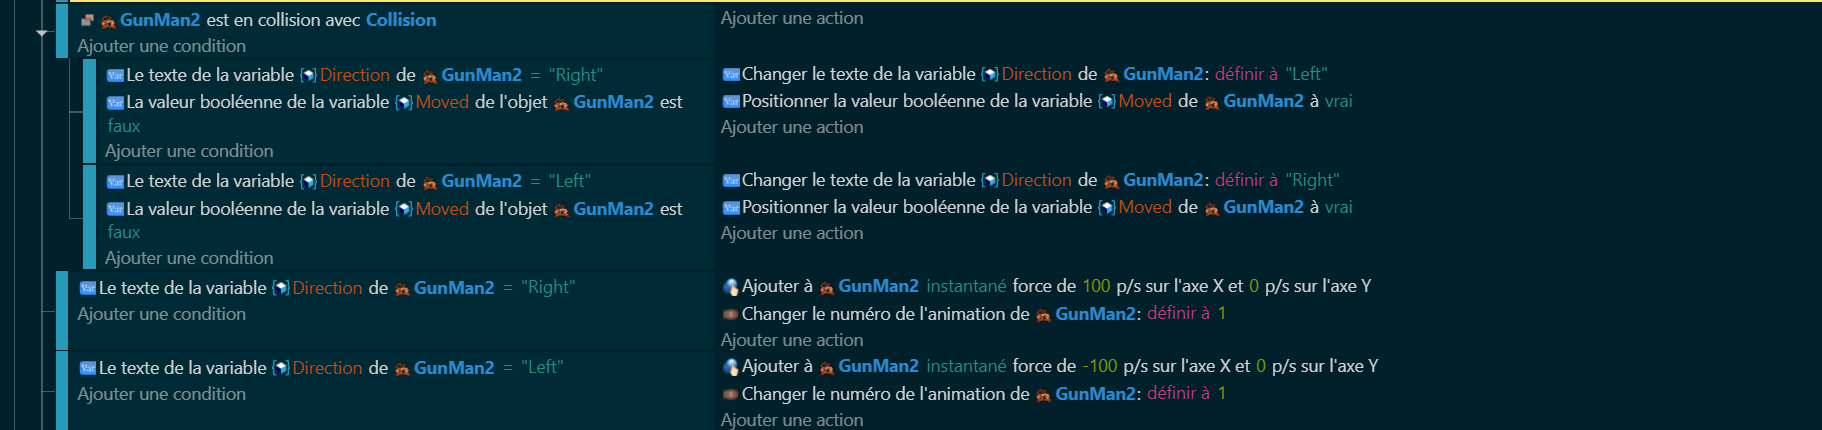 GunMan2 est en collision avec Collision
Ajouter une condition
Ajouter une action
Le texte de la variable Direction de GunMan2 = "Right"
La valeur booléenne de la variable Moved de l'objet GunMan2 est
faux
Ajouter une condition
Changer le texte de la variable Direction de GunMan2: définir à "Left"
Positionner la valeur booléenne de la variable Moved de GunMan2 à vrai
Ajouter une action
Le texte de la variable Direction de GunMan2 = "Left"
La valeur booléenne de la variable Moved de l'objet GunMan2 est
faux
Ajouter une condition
Changer le texte de la variable Direction de GunMan2: définir à "Right"
Positionner la valeur booléenne de la variable Moved de GunMan2 à vrai
Ajouter une action
Le texte de la variable Direction de GunMan2 = "Right"
Ajouter une condition
Ajouter à GunMan2 instantané force de 100 p/s sur l'axe X et 0 p/s sur l'axe Y
Changer le numéro de l'animation de GunMan2: définir à 1
Ajouter une action
Le texte de la variable Direction de GunMan2 = "Left"
Ajouter une condition
Ajouter à GunMan2 instantané force de -100 p/s sur l'axe X et 0 p/s sur l'axe Y
Changer le numéro de l'animation de GunMan2: définir à 1
Ajouter une action